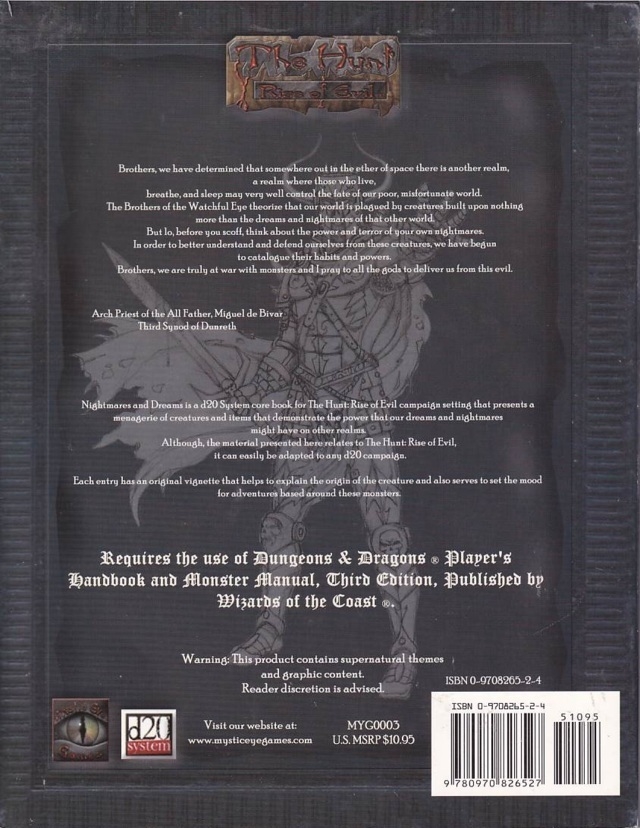 The Hunt
Rise of Evil
Brothers, we have determined that somewhere out in the ether of space there is another realm,
a realm where those who live,
breathe, and sleep may very well control the fate of our poor, misfortunate world.
The Brothers of the Watchful Eye theorize that our world is plagued by creatures built upon nothing
more than the dreams and nightmares of that other world.
But lo, before you scoff, think about the power and terror of your own nightmares.
In order to better understand and defend ourselves from these creatures, we have begun
to catalogue their habits and powers.
Brothers, we are truly at war with monsters and I pray to all the gods to deliver us from this evil.
Arch Priest of the All Father, Miguel de Bivar
Third Synod of Dunreth
Nightmares and Dreams is a d20 System core book for The Hunt: Rise of Evil campaign setting that presents a
menagerie of creatures and items that demonstrate the power that our dreams and nightmares
might have on other realms.
Although, the material presented here relates to The Hunt: Rise of Evil,
it can easily be adapted to any d20 campaign.
Each entry has an original vignette that helps to explain the origin of the creature and also serves to set the mood
for adventures based around these monsters.
Requires the use of Dungeons & Dragons ® Player's
Handbook and Monster Manual, Third Edition, Published by
Wizards of the Coast ®.
Warning: This product contains supernatural themes
and graphic content.
Reader discretion is advised.
ISBN 0-9708265-2-4
d20
system
Visit our website at:
www.mysticeyegames.com
MYG0003
U.S. MSRP $10.95
ISBN 0-9708265-2-4
51095
9 780970 826527